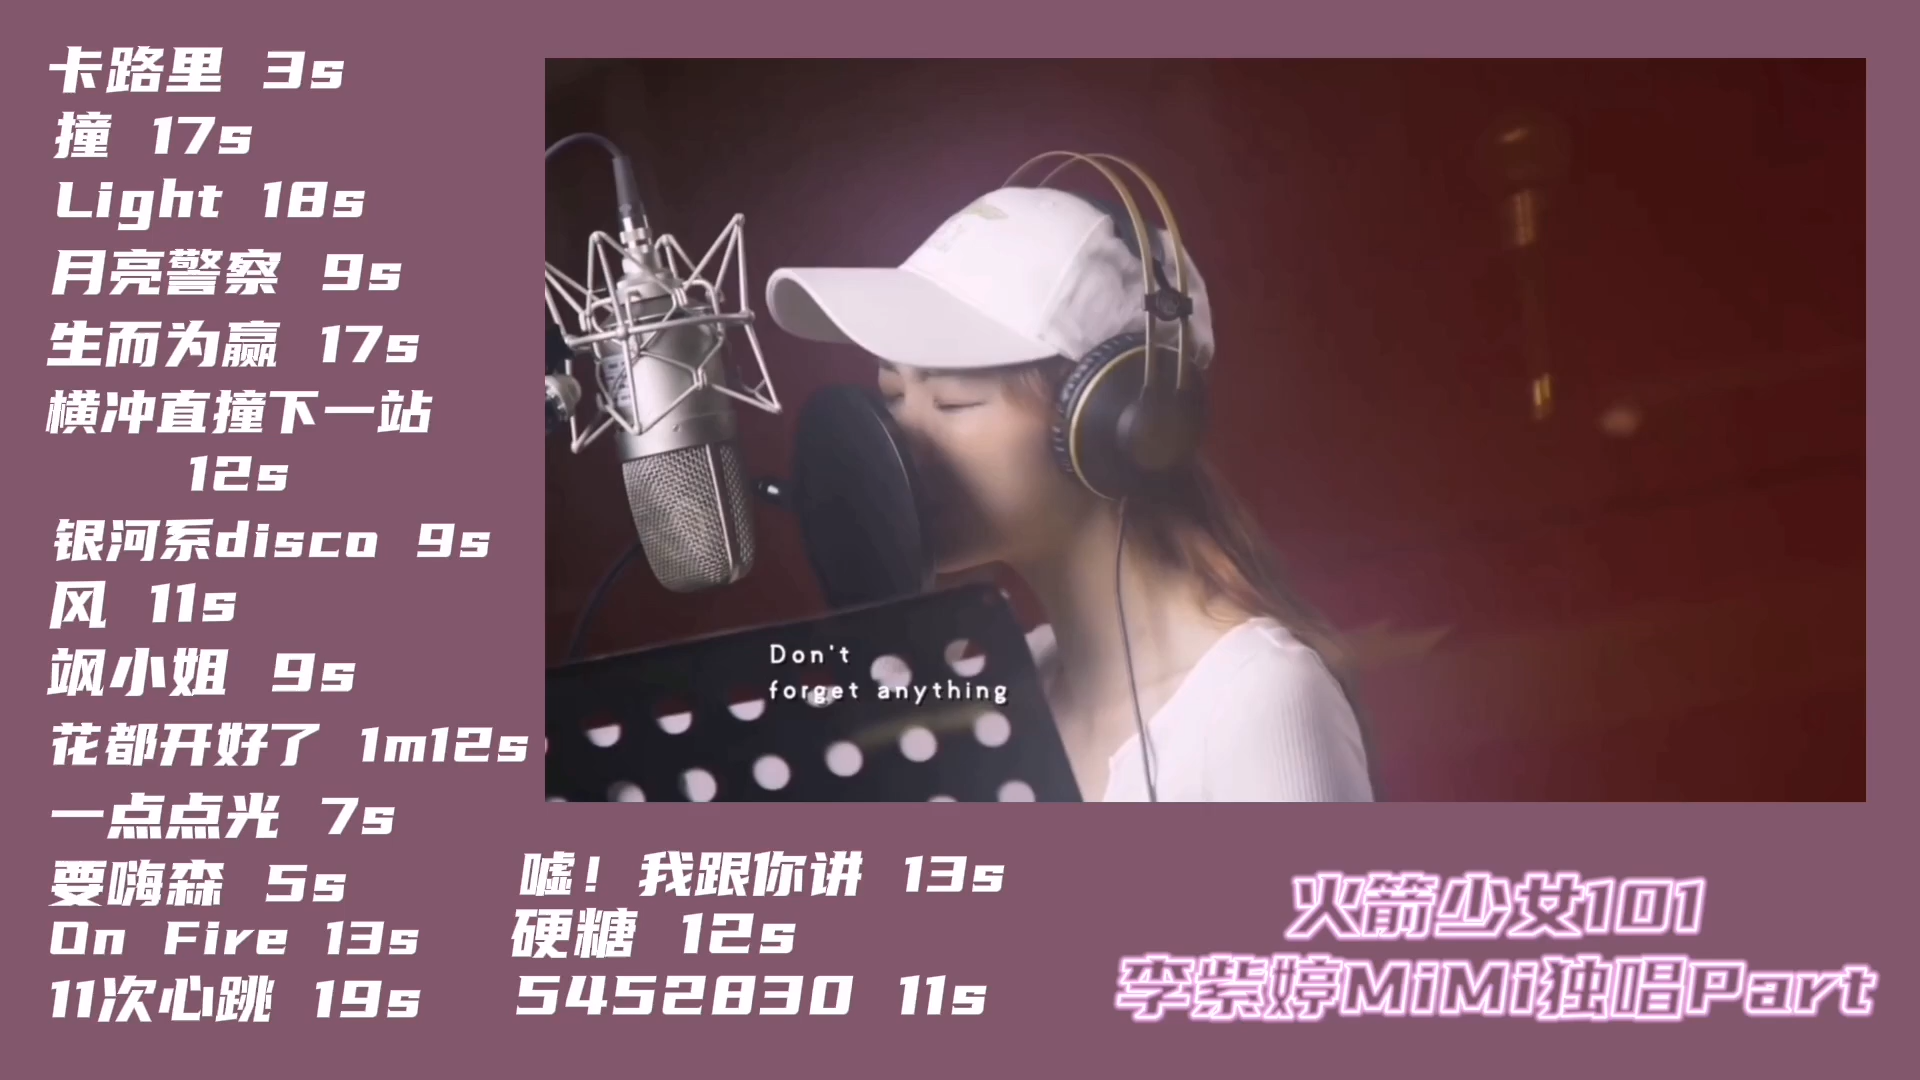 卡路里 3s
撞 17s
Light 18s
月亮警察 9s
生而为赢 17s
横冲直撞下一站
12s
银河系disco 9s
风 11s
飒小姐 9s
花都开好了 1m12s
一点点光 7s
要嗨森 5s
On Fire 13s
11次心跳 19s
嘘！我跟你讲 13s
硬糖 12s
5452830 11s
Don't
forget anything
火箭少女101
李紫婷MiMi独唱Part